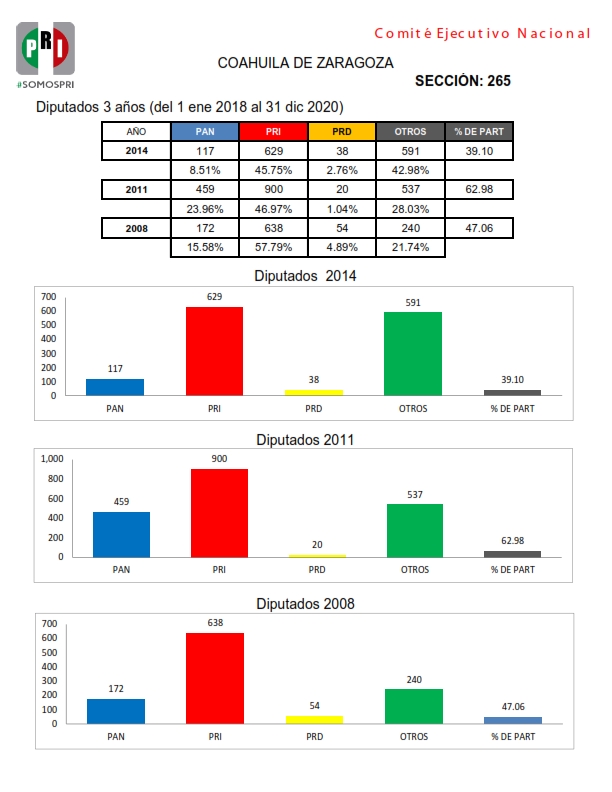 PRI
#SOMOSPRI
Comité Ejecutivo Nacional
COAHUILA DE ZARAGOZA
SECCIÓN: 265
Diputados 3 años (del 1 ene 2018 al 31 dic 2020)
AÑO PAN PRI PRD OTROS % DE PART
2014 117 629 38 591 39.10
8.51% 45.75% 2.76% 42.98%
2011 459 900 20 537 62.98
23.96% 46.97% 1.04% 28.03%
2008 172 638 54 240 47.06
15.58% 57.79% 4.89% 21.74%
Diputados 2014
700
600
500
400
300
200
100
0
117 629 38 591 39.10
PAN PRI PRD OTROS % DE PART
Diputados 2011
1,000
800
600
400
200
0
459 900 20 537 62.98
PAN PRI PRD OTROS % DE PART
Diputados 2008
700
600
500
400
300
200
100
0
172 638 54 240 47.06
PAN PRI PRD OTROS % DE PART